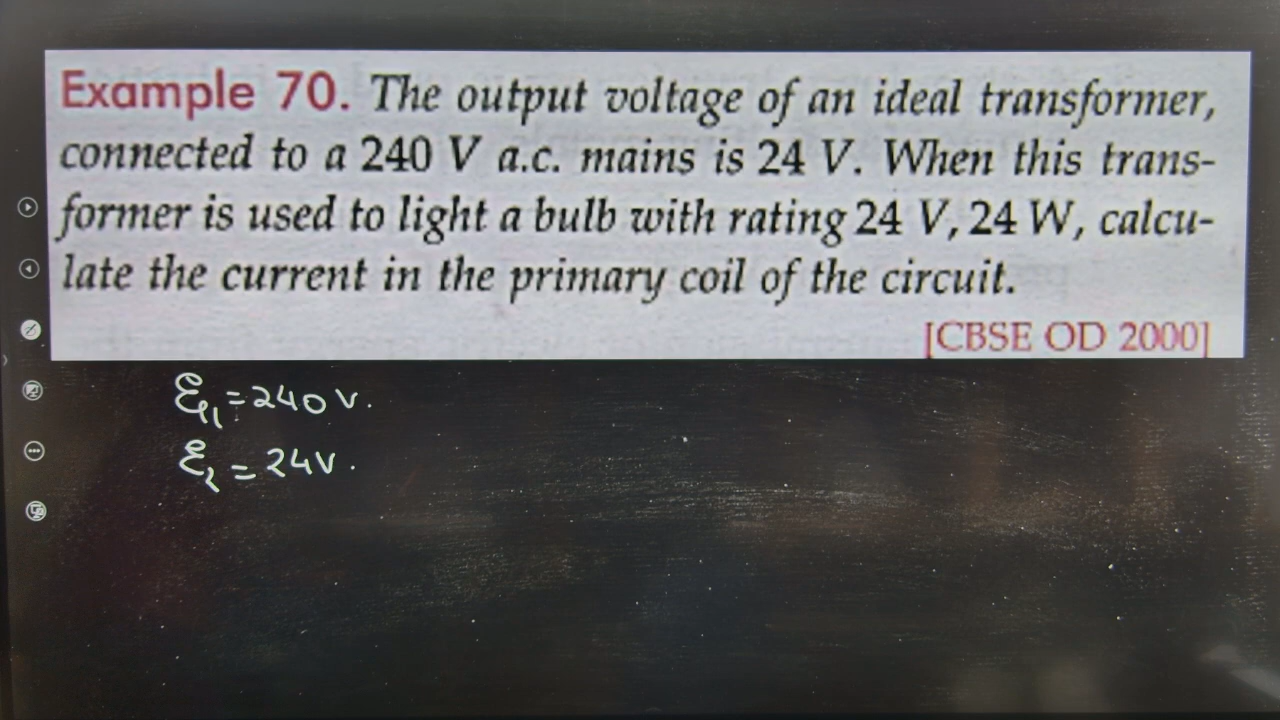 Example 70. The output voltage of an ideal transformer,
connected to a 240 V a.c. mains is 24 V. When this trans-
former is used to light a bulb with rating 24 V, 24 W, calcu-
late the current in the primary coil of the circuit.
[CBSE OD 2000]
ℰ₁ = 240 V.
ℰ₂ = 24V.